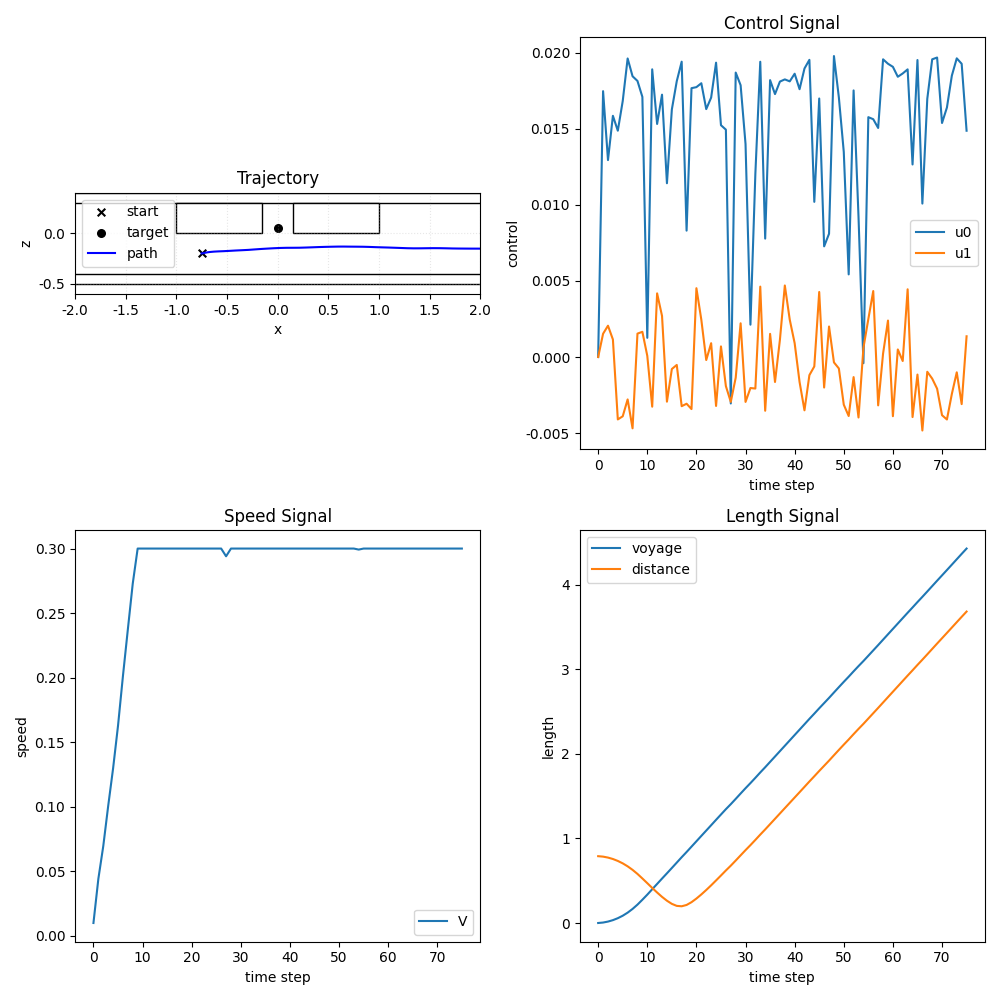 Trajectory
start
target
path
z
0.0
-0.5
-2.0 -1.5 -1.0 -0.5 0.0 0.5 1.0 1.5 2.0
x
Control Signal
control
0.020
0.015
0.010
0.005
0.000
-0.005
u0
u1
0 10 20 30 40 50 60 70
time step
Speed Signal
speed
0.30
0.25
0.20
0.15
0.10
0.05
0.00
V
0 10 20 30 40 50 60 70
time step
Length Signal
voyage
distance
length
4
3
2
1
0
0 10 20 30 40 50 60 70
time step